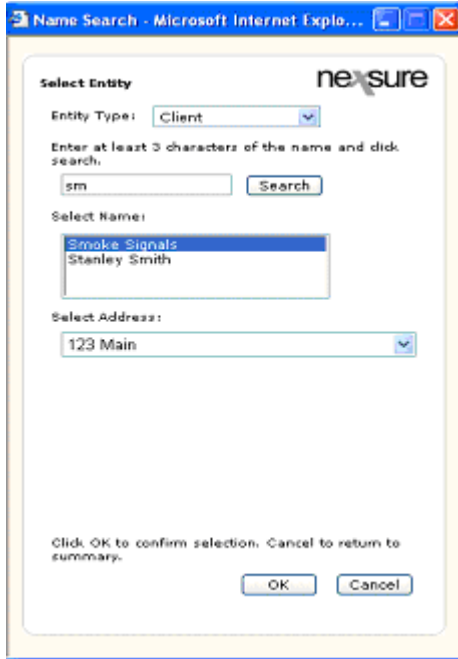 Name Search - Microsoft Internet Explo...
nexsure
Select Entity
Entity Type: Client
Enter at least 3 characters of the name and click
search.
sm Search
Select Name:
Smoke Signals
Stanley Smith
Select Address:
123 Main
Click OK to confirm selection. Cancel to return to
summary.
OK Cancel